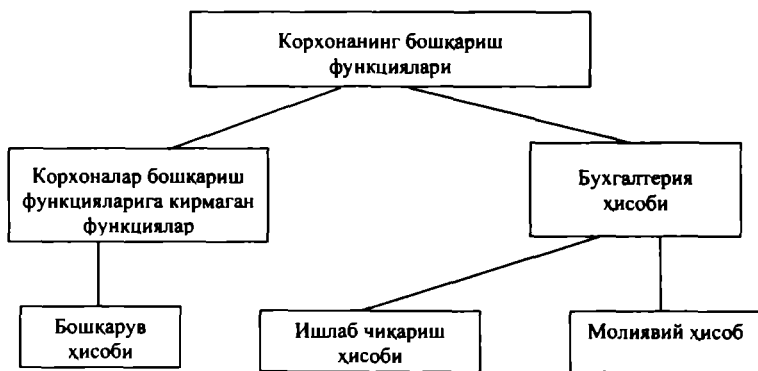 Корхонанинг бошқариш
функциялари
Корхоналар бошқариш
функцияларига кирмаган
функциялар
Бухгалтерия
ҳисоби
Бошқарув
ҳисоби
Ишлаб чиқариш
ҳисоби
Молиявий ҳисоб